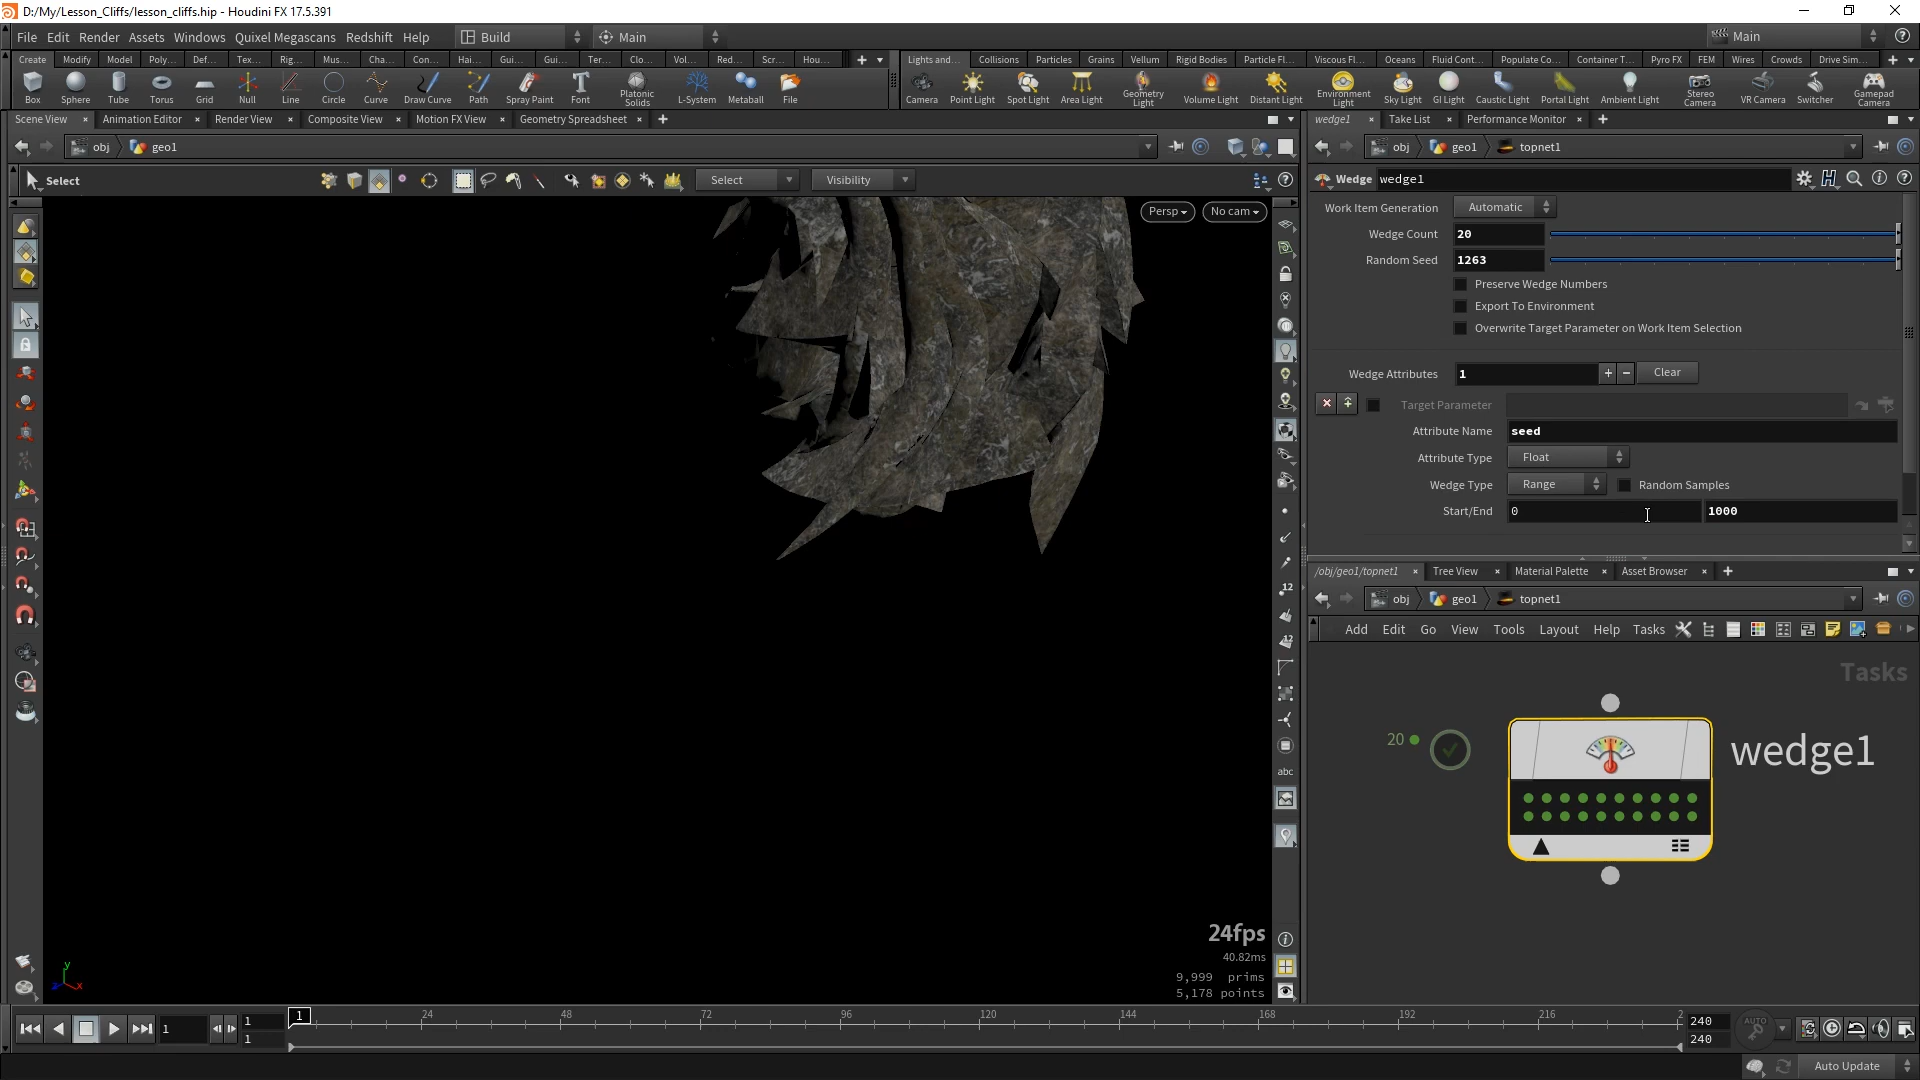 D:/My/Lesson_Cliffs/lesson_cliffs.hip - Houdini FX 17.5.391
File Edit Render Assets Windows Quixel Megascans Redshift Help Build Main Main
Create Modify Model Poly... Def... Tex... Rig... Mus... Cha... Con... Hai... Gui... Gui... Ter... Clo... Vol... Red... Scr... Hou...
Lights and... Collisions Particles Grains Vellum Rigid Bodies Particle Fl... Viscous Fl... Oceans Fluid Cont... Populate Co... Container T... Pyro FX FEM Wires Crowds Drive Sim...
Box Sphere Tube Torus Grid Null Line Circle Curve Draw Curve Path Spray Paint Font Platonic Solids L-System Metaball File
Camera Point Light Spot Light Area Light Geometry Light Volume Light Distant Light Environment Light Sky Light GI Light Caustic Light Portal Light Ambient Light Stereo Camera VR Camera Switcher Gamepad Camera
Scene View Animation Editor Render View Composite View Motion FX View Geometry Spreadsheet
obj geo1
Select Select Visibility
Persp No cam
24fps
40.82ms
9,999 prims
5,178 points
12
12
abc
wedge1 Take List Performance Monitor
obj geo1 topnet1
Wedge wedge1
Work Item Generation Automatic
Wedge Count 20
Random Seed 1263
Preserve Wedge Numbers
Export To Environment
Overwrite Target Parameter on Work Item Selection
Wedge Attributes 1 Clear
Target Parameter
Attribute Name seed
Attribute Type Float
Wedge Type Range Random Samples
Start/End 0 1000
/obj/geo1/topnet1 Tree View Material Palette Asset Browser
obj geo1 topnet1
Add Edit Go View Tools Layout Help Tasks
Tasks
20
wedge1
y
z x
1 1 1 1 24 48 72 96 120 144 168 192 216 2 240 240 AUTO
Auto Update